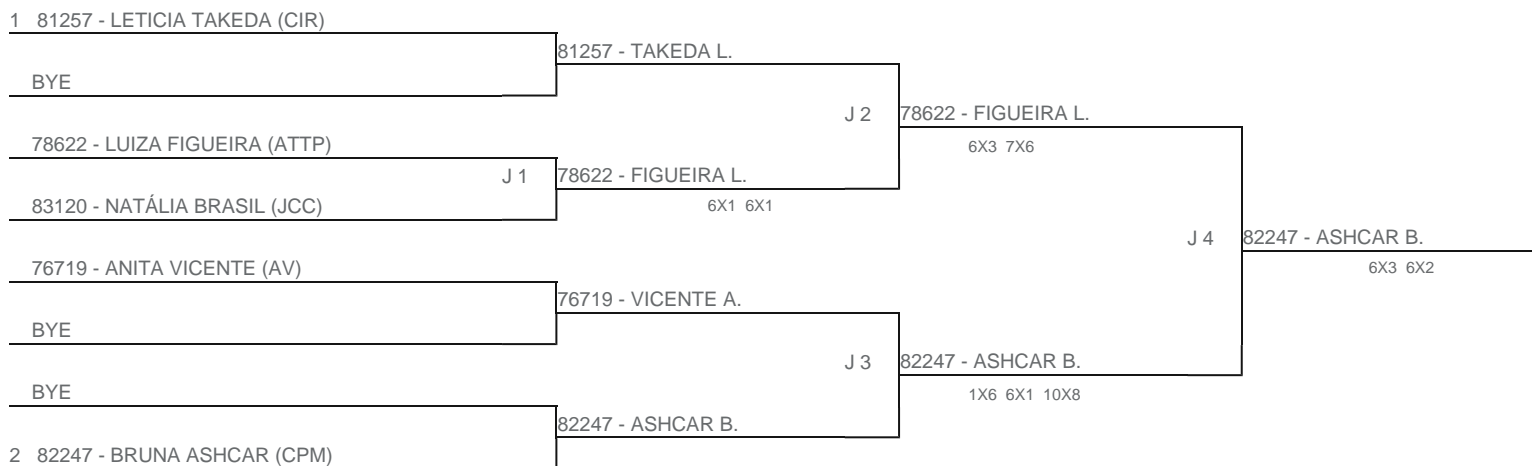 1 81257 - LETICIA TAKEDA (CIR)
81257 - TAKEDA L.
BYE
J 2 78622 - FIGUEIRA L.
78622 - LUIZA FIGUEIRA (ATTP)
6X3 7X6
J 1 78622 - FIGUEIRA L.
83120 - NATÁLIA BRASIL (JCC)
6X1 6X1
J 4 82247 - ASHCAR B.
76719 - ANITA VICENTE (AV)
6X3 6X2
76719 - VICENTE A.
BYE
J 3 82247 - ASHCAR B.
BYE
1X6 6X1 10X8
82247 - ASHCAR B.
2 82247 - BRUNA ASHCAR (CPM)